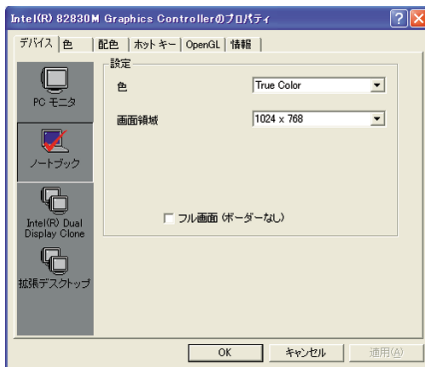 Intel(R) 82830M Graphics Controllerのプロパティ
デバイス 色 配色 ホット キー OpenGL 情報
設定
色 True Color
画面領域 1024 x 768
フル画面 (ボーダーなし)
PC モニタ
ノートブック
Intel(R) Dual
Display Clone
拡張デスクトップ
OK キャンセル 適用(A)